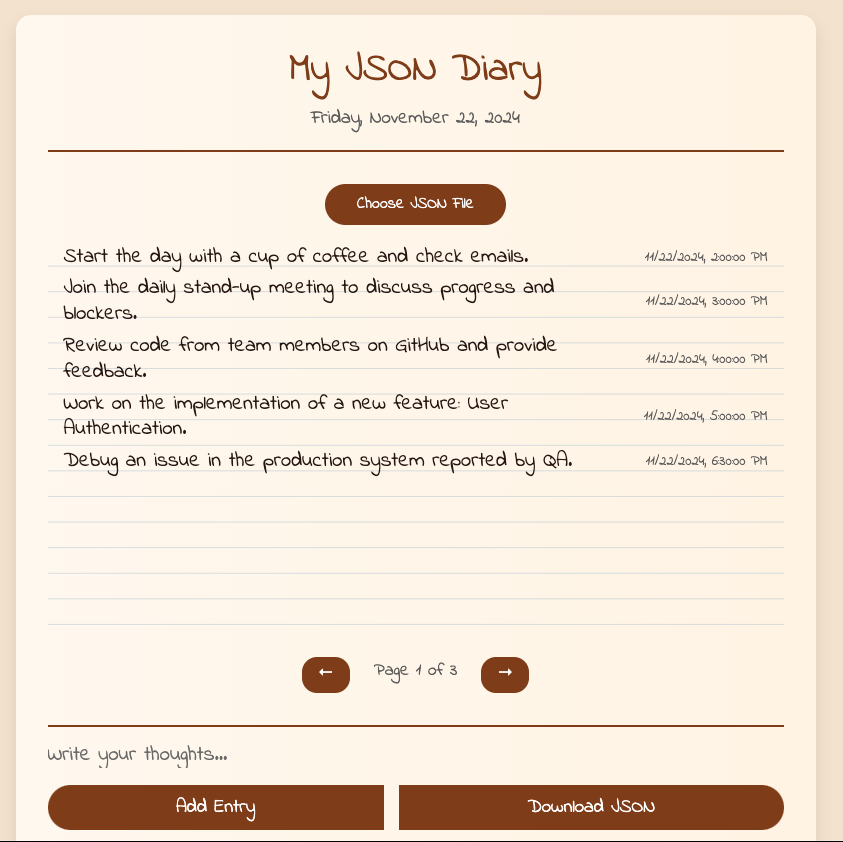 My JSON Diary
Friday, November 22, 2024
Choose JSON File
Start the day with a cup of coffee and check emails.
11/22/2024, 2:00:00 PM
Join the daily stand-up meeting to discuss progress and
blockers.
11/22/2024, 3:00:00 PM
Review code from team members on GitHub and provide
feedback.
11/22/2024, 4:00:00 PM
Work on the implementation of a new feature: User
Authentication.
11/22/2024, 5:00:00 PM
Debug an issue in the production system reported by QA.
11/22/2024, 6:30:00 PM
← Page 1 of 3 →
Write your thoughts...
Add Entry
Download JSON